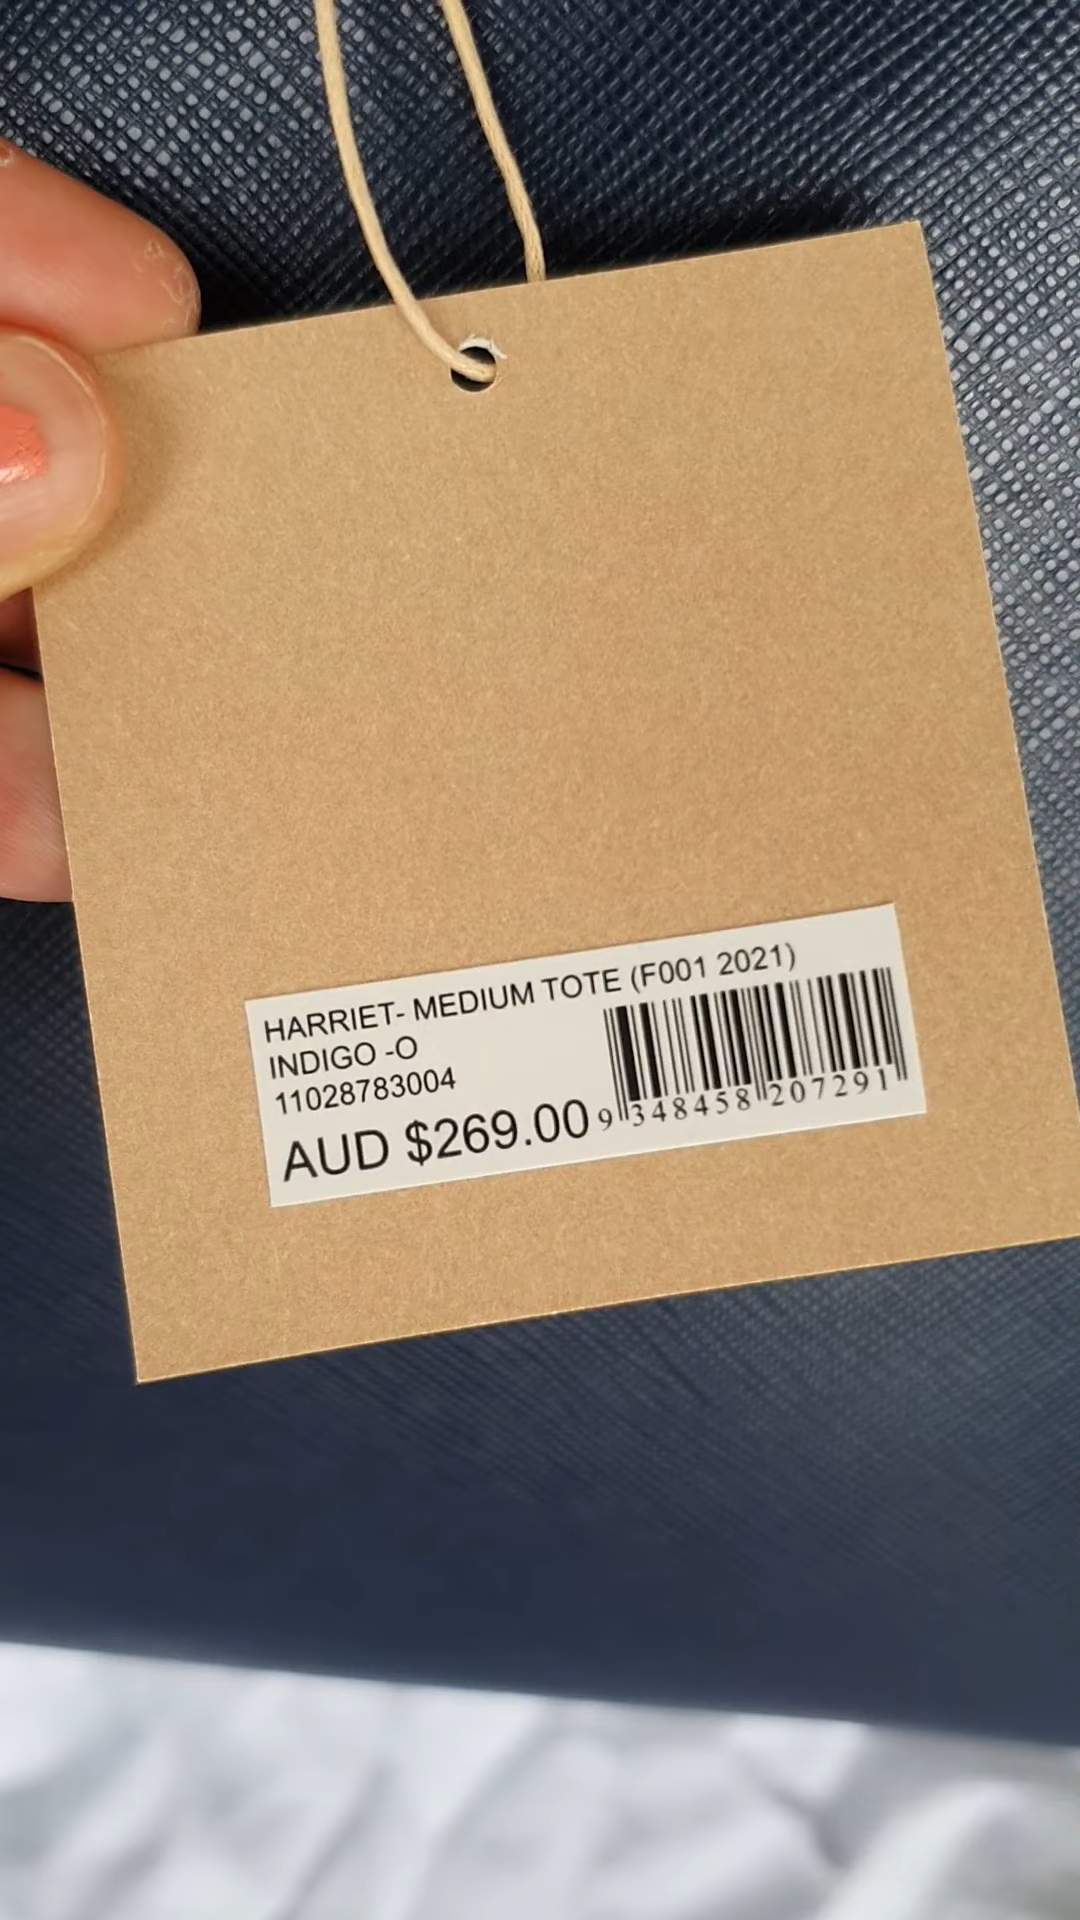 HARRIET- MEDIUM TOTE (F001 2021)
INDIGO -O
11028783004
AUD $269.00
9 348458 207291